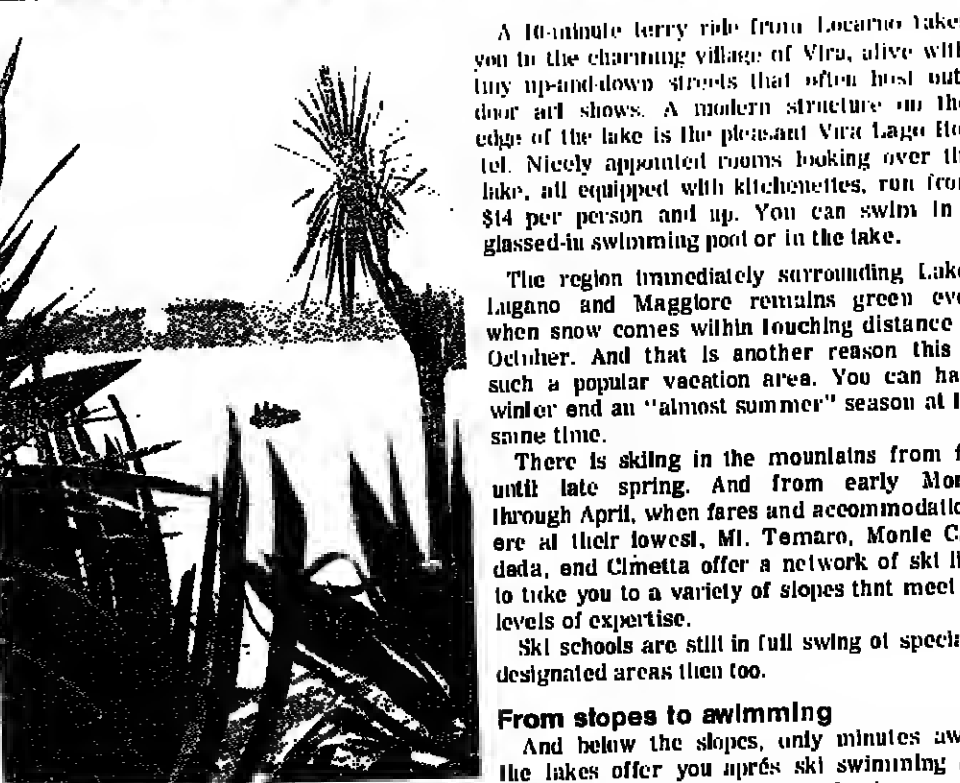 A 10-minute ferry ride from Locarno takes
you to the charming village of Vira, alive with
tiny up-and-down streets that often host out-
door art shows. A modern structure on the
edge of the lake is the pleasant Vira Lago Ho-
tel. Nicely appointed rooms looking over th
lake, all equipped with kitchenettes, run from
$14 per person and up. You can swim in
glassed-in swimming pool or in the lake.
The region immediately surrounding Lake
Lugano and Maggiore remains green eve
when snow comes within touching distance
October. And that is another reason this
such a popular vacation area. You can ha
winter and an "almost summer" season at t
same time.
There is skiing in the mountains from f
until late spring. And from early Mar
through April, when fares and accommodatio
are at their lowest, Mt. Temaro, Monte C
dada, and Cimetta offer a network of ski li
to take you to a variety of slopes that meet
levels of expertise.
Ski schools are still in full swing at specia
designated areas then too.
From slopes to swimming
And below the slopes, only minutes aw
the lakes offer you après ski swimming